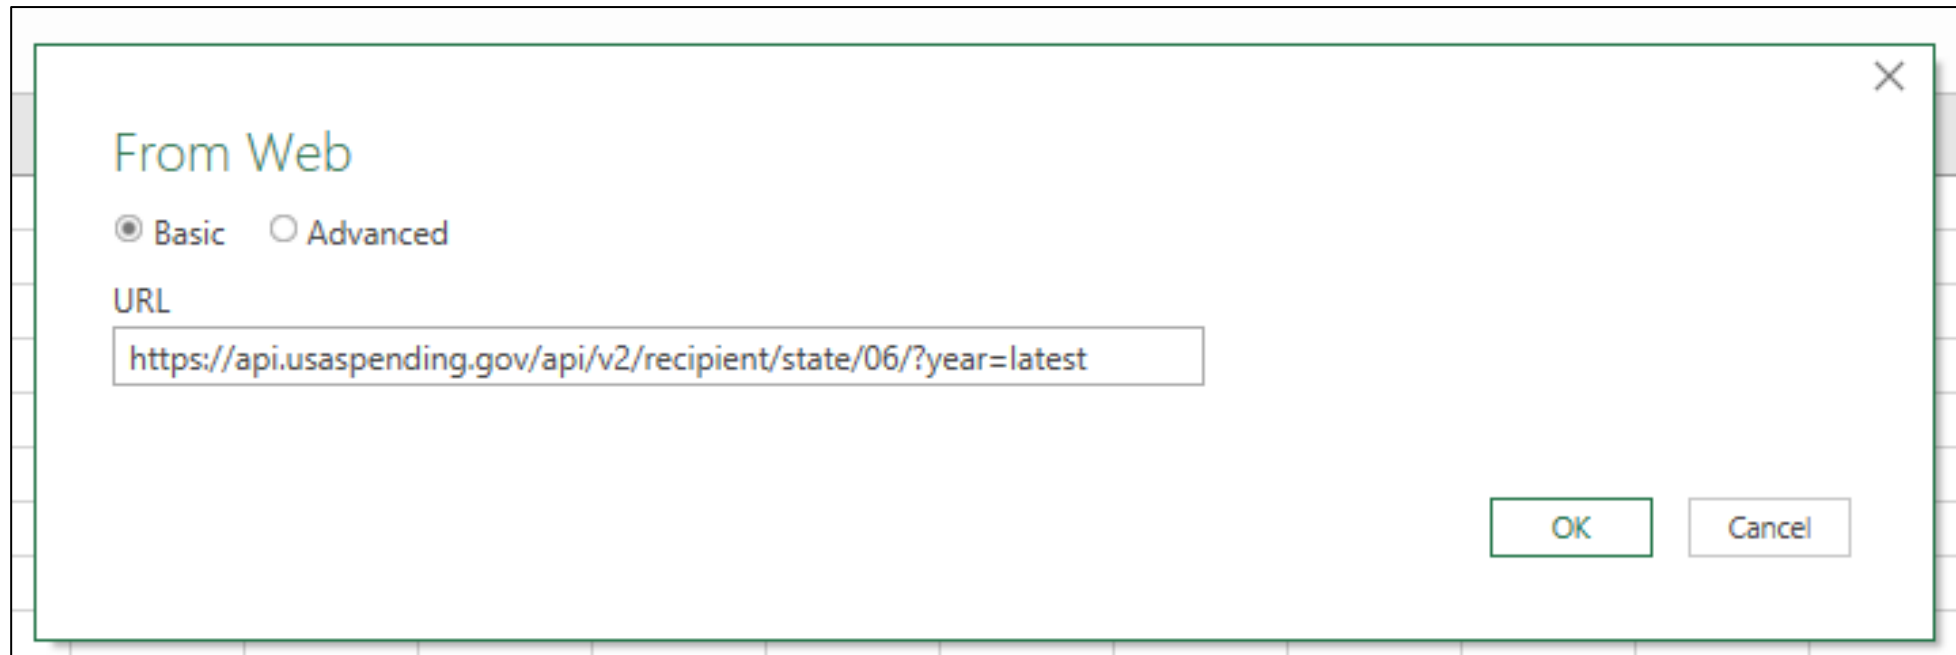 From Web
Basic Advanced
URL
https://api.usaspending.gov/api/v2/recipient/state/06/?year=latest
OK Cancel